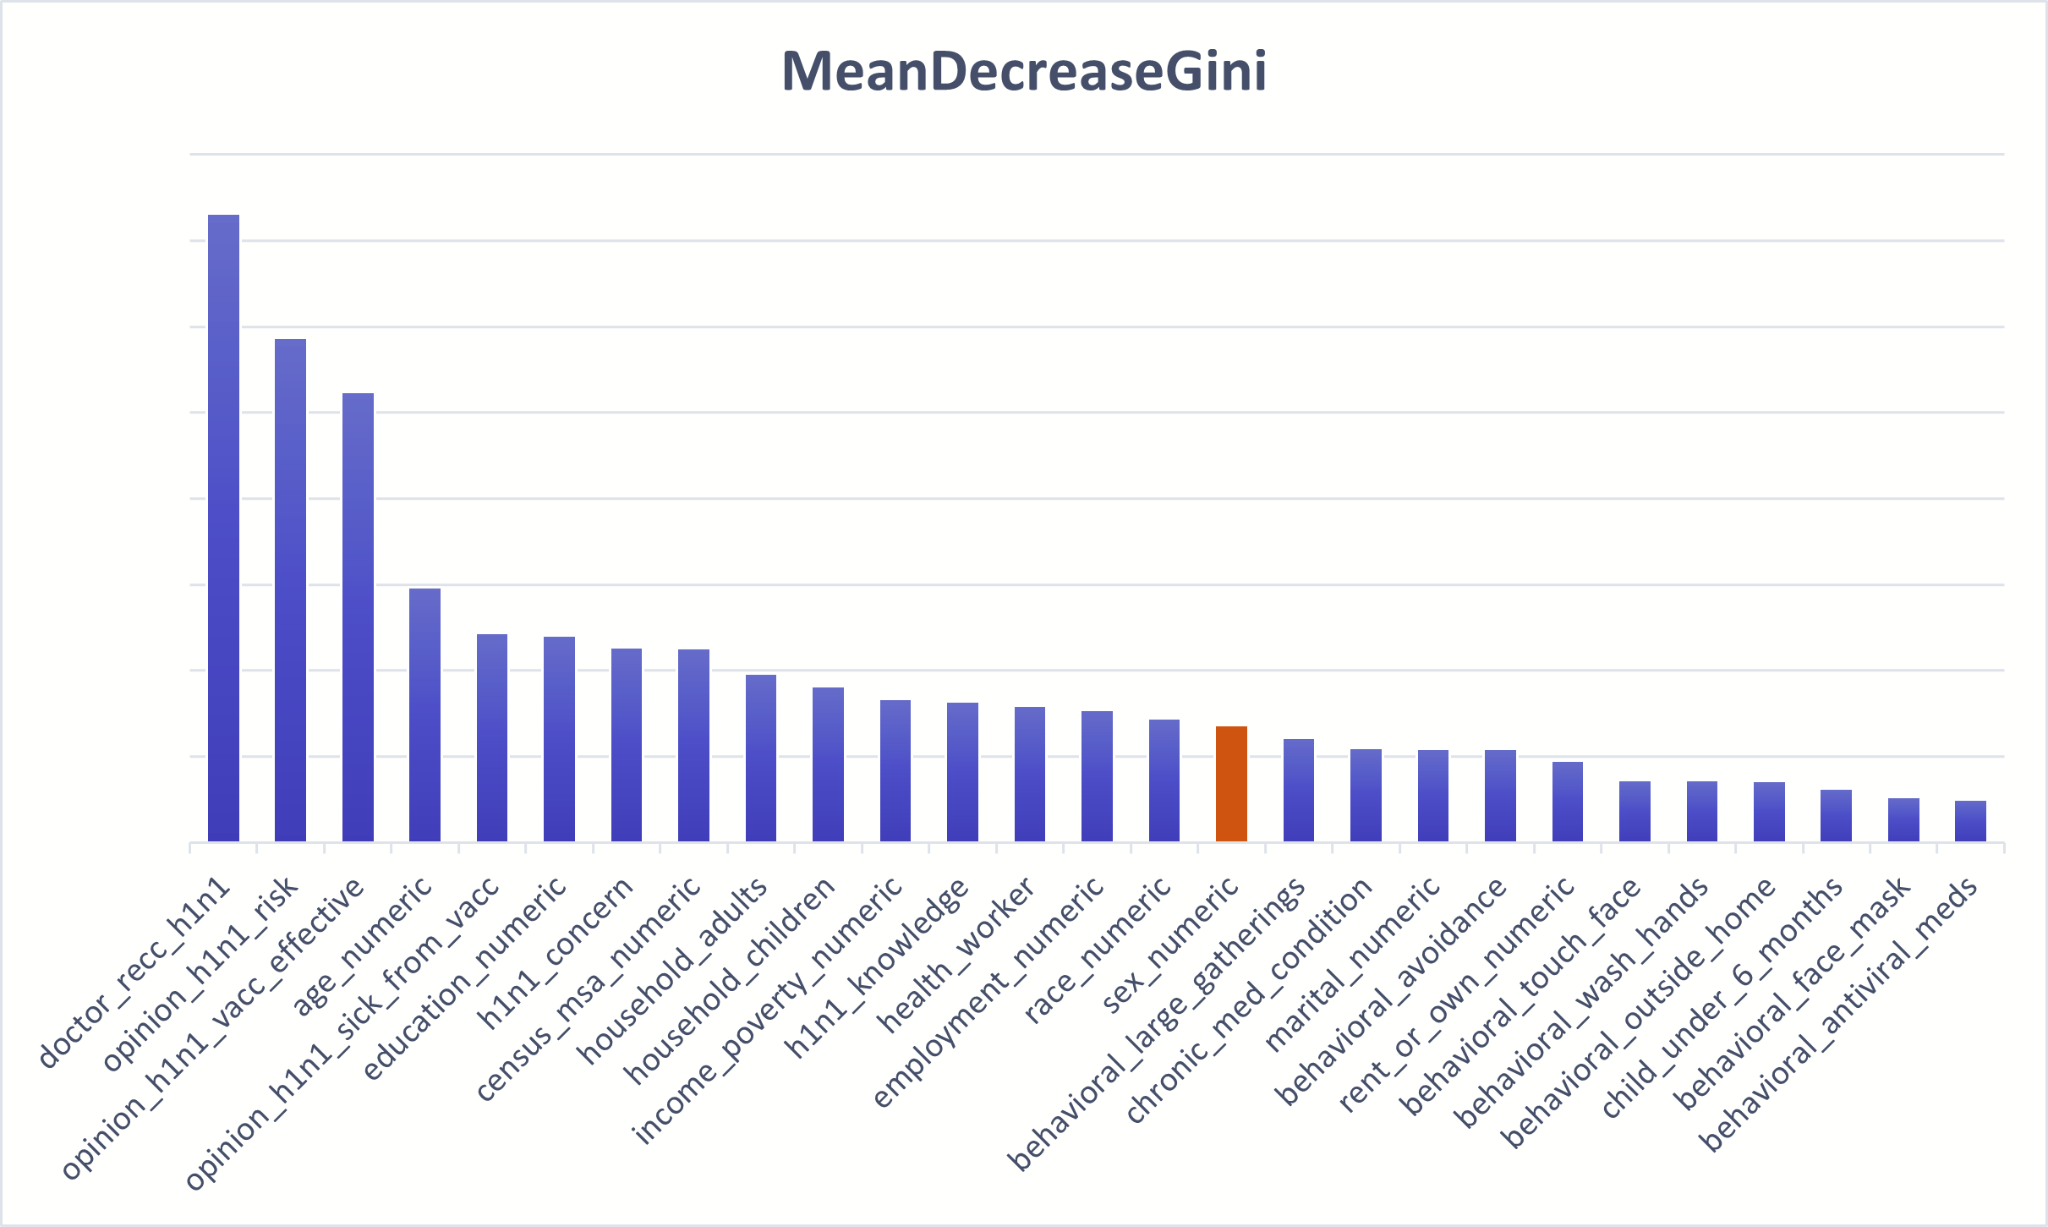 MeanDecreaseGini
doctor_recc_h1n1
opinion_h1n1_risk
opinion_h1n1_vacc_effective
age_numeric
opinion_h1n1_sick_from_vacc
education_numeric
h1n1_concern
census_msa_numeric
household_adults
household_children
income_poverty_numeric
h1n1_knowledge
health_worker
employment_numeric
race_numeric
sex_numeric
behavioral_large_gatherings
chronic_med_condition
marital_numeric
behavioral_avoidance
rent_or_own_numeric
behavioral_touch_face
behavioral_wash_hands
behavioral_outside_home
child_under_6_months
behavioral_face_mask
behavioral_antiviral_meds